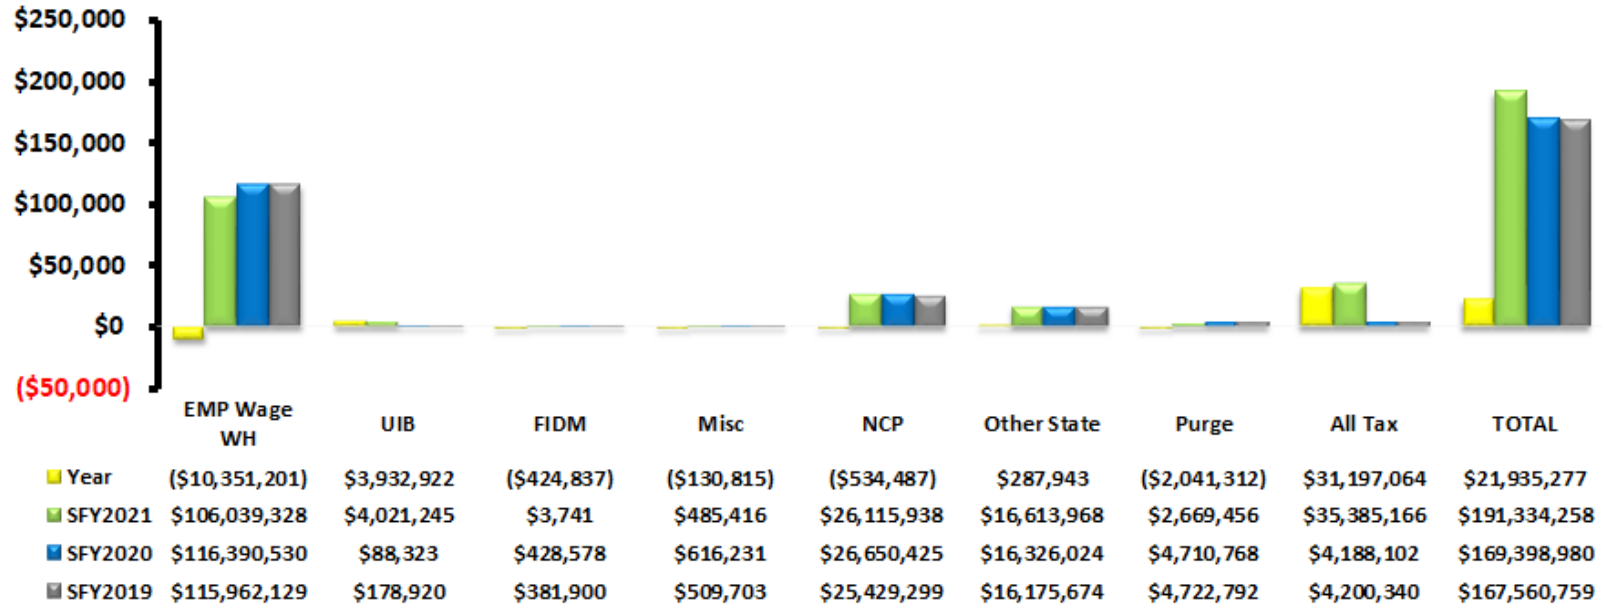 $250,000
$200,000
$150,000
$100,000
$50,000
$0
($50,000)
EMP Wage WH UIB FIDM Misc NCP Other State Purge All Tax TOTAL
Year ($10,351,201) $3,932,922 ($424,837) ($130,815) ($534,487) $287,943 ($2,041,312) $31,197,064 $21,935,277
SFY2021 $106,039,328 $4,021,245 $3,741 $485,416 $26,115,938 $16,613,968 $2,669,456 $35,385,166 $191,334,258
SFY2020 $116,390,530 $88,323 $428,578 $616,231 $26,650,425 $16,326,024 $4,710,768 $4,188,102 $169,398,980
SFY2019 $115,962,129 $178,920 $381,900 $509,703 $25,429,299 $16,175,674 $4,722,792 $4,200,340 $167,560,759